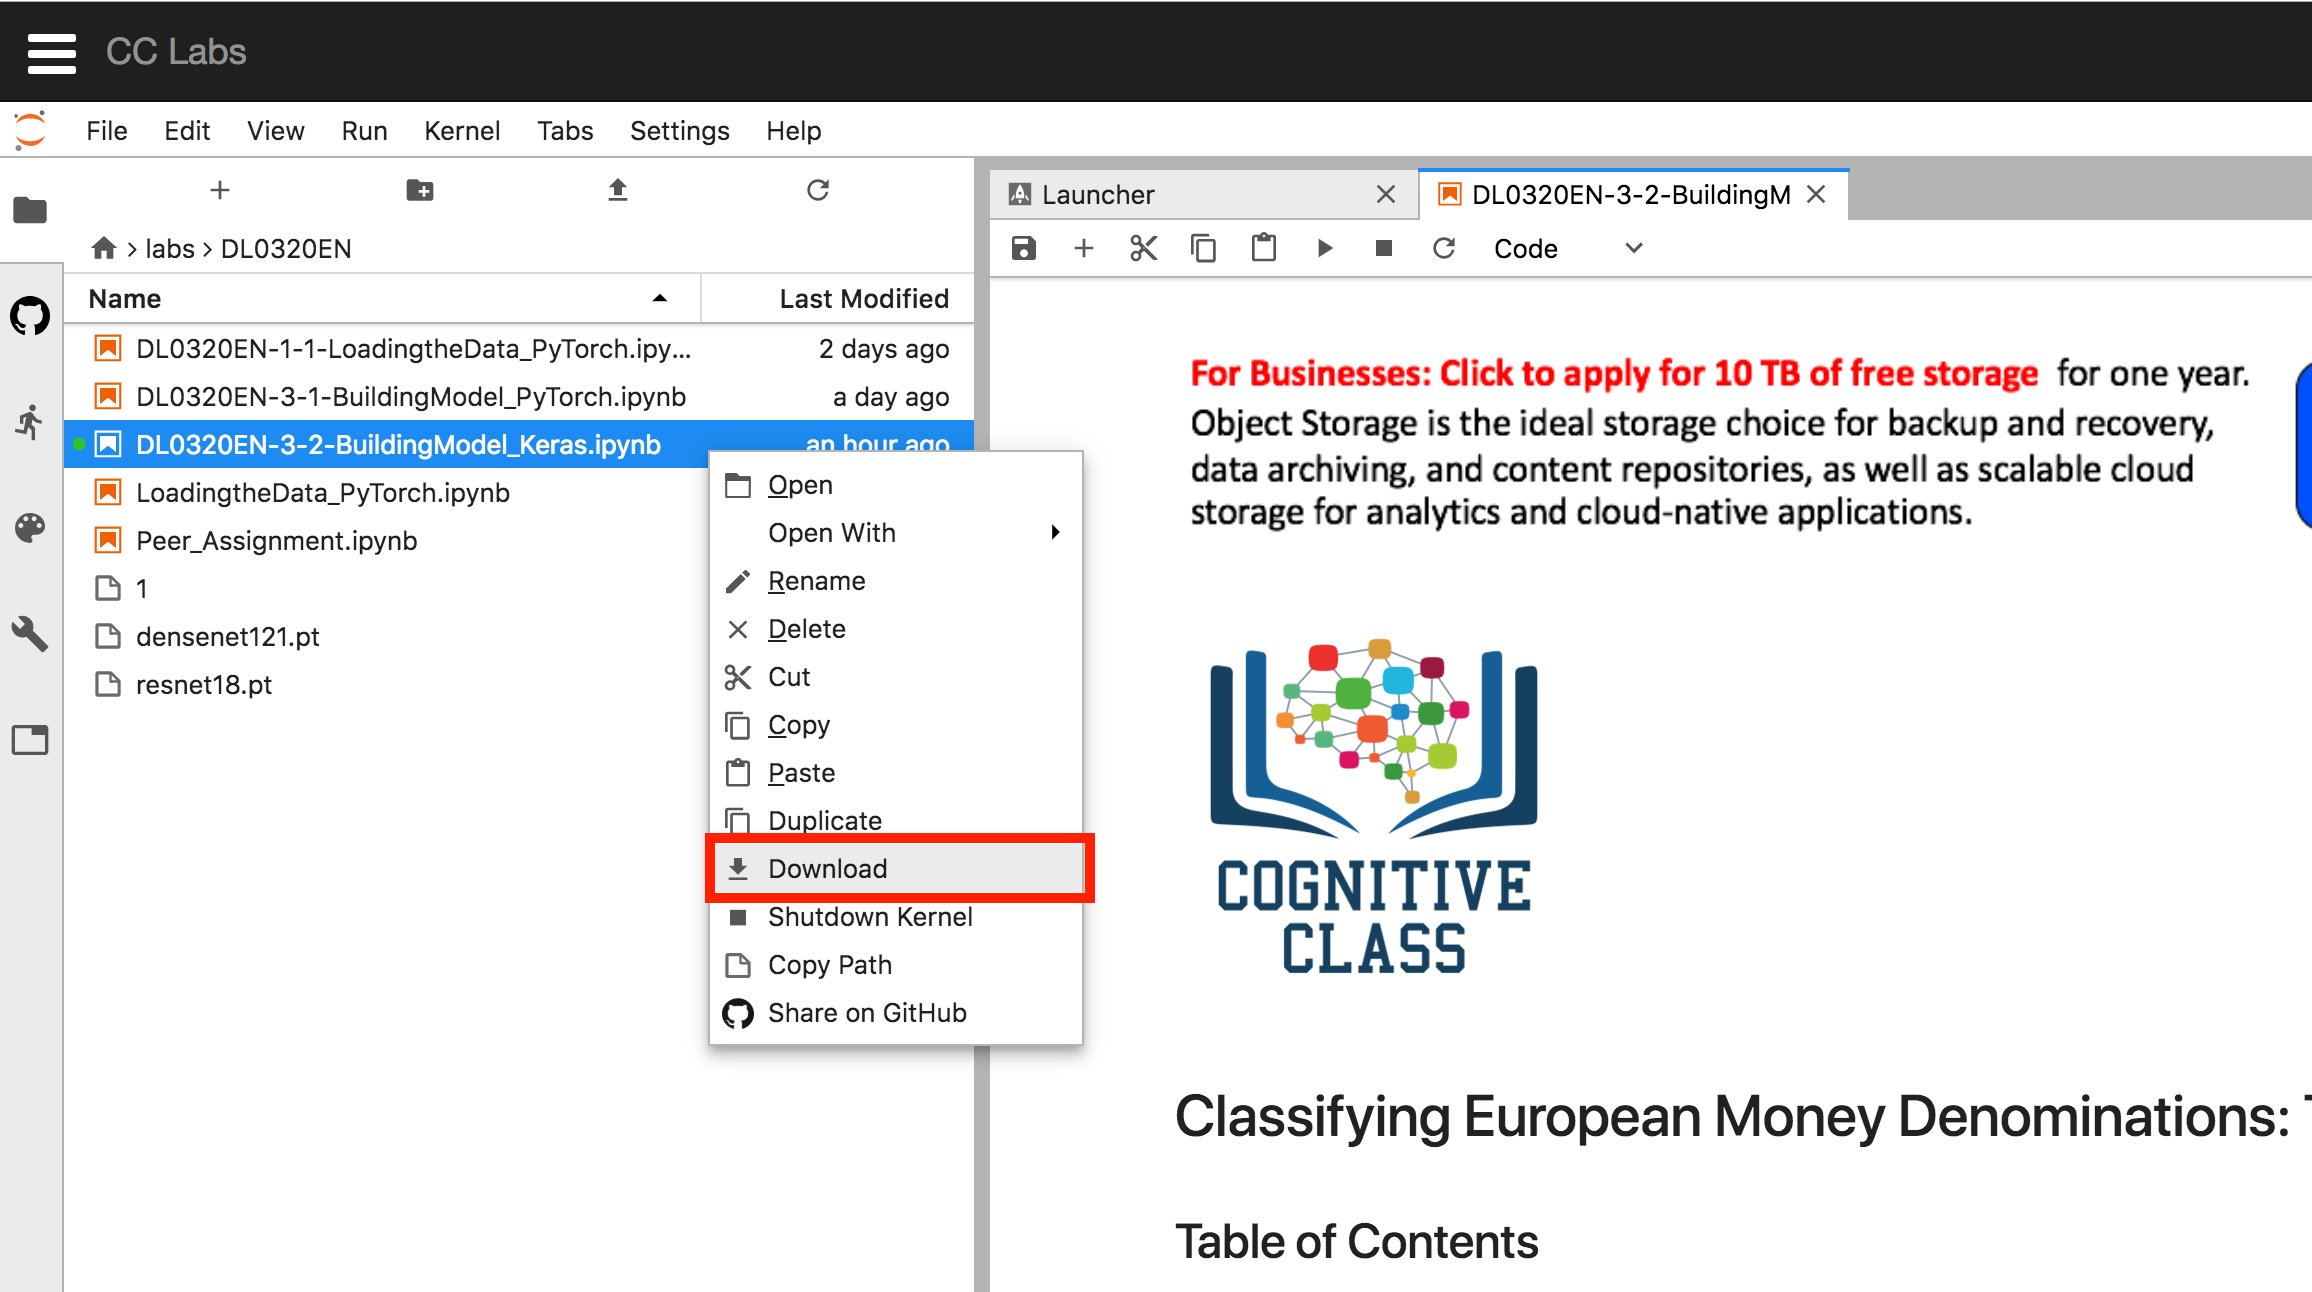 CC Labs
File Edit View Run Kernel Tabs Settings Help
Launcher
DL0320EN-3-2-BuildingM
labs > DL0320EN
Code
Name Last Modified
DL0320EN-1-1-LoadingtheData_PyTorch.ipy... 2 days ago
DL0320EN-3-1-BuildingModel_PyTorch.ipynb a day ago
DL0320EN-3-2-BuildingModel_Keras.ipynb an hour ago
LoadingtheData_PyTorch.ipynb
Peer_Assignment.ipynb
1
densenet121.pt
resnet18.pt
Open
Open With
Rename
Delete
Cut
Copy
Paste
Duplicate
Download
Shutdown Kernel
Copy Path
Share on GitHub
For Businesses: Click to apply for 10 TB of free storage for one year.
Object Storage is the ideal storage choice for backup and recovery,
data archiving, and content repositories, as well as scalable cloud
storage for analytics and cloud-native applications.
COGNITIVE
CLASS
Classifying European Money Denominations:
Table of Contents